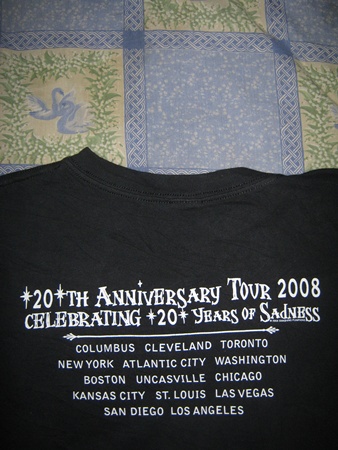 *20*TH ANNIVERSARY TOUR 2008
CELEBRATING *20* YEARS OF SADNESS
COLUMBUS CLEVELAND TORONTO
NEW YORK ATLANTIC CITY WASHINGTON
BOSTON UNCASVILLE CHICAGO
KANSAS CITY ST. LOUIS LAS VEGAS
SAN DIEGO LOS ANGELES